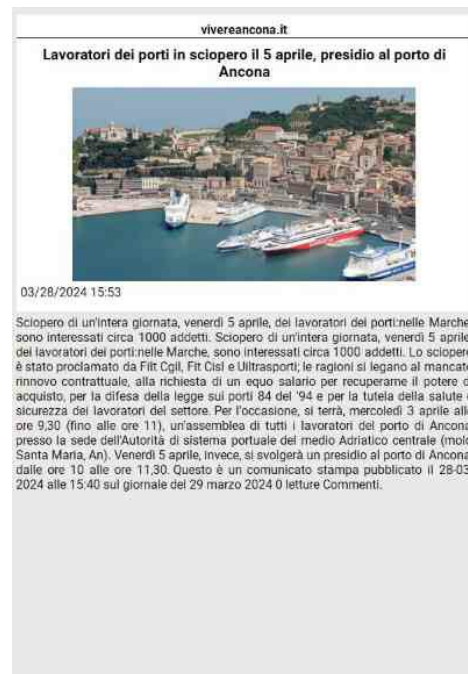 vivereancona.it
Lavoratori dei porti in sciopero il 5 aprile, presidio al porto di
Ancona
03/28/2024 15:53
Sciopero di un'intera giornata, venerdì 5 aprile, dei lavoratori dei porti:nelle Marche,
sono interessati circa 1000 addetti. Sciopero di un'intera giornata, venerdì 5 aprile,
dei lavoratori dei porti:nelle Marche, sono interessati circa 1000 addetti. Lo sciopero
è stato proclamato da Filt Cgil, Fit Cisl e Uiltrasporti; le ragioni si legano al mancato
rinnovo contrattuale, alla richiesta di un equo salario per recuperarne il potere d
acquisto, per la difesa della legge sui porti 84 del '94 e per la tutela della salute e
sicurezza dei lavoratori del settore. Per l'occasione, si terrà, mercoledì 3 aprile alle
ore 9,30 (fino alle ore 11), un'assemblea di tutti i lavoratori del porto di Ancona
presso la sede dell'Autorità di sistema portuale del medio Adriatico centrale (molo
Santa Maria, An). Venerdì 5 aprile, invece, si svolgerà un presidio al porto di Ancona
dalle ore 10 alle ore 11,30. Questo è un comunicato stampa pubblicato il 28-03
2024 alle 15:40 sul giornale del 29 marzo 2024 0 letture Commenti.